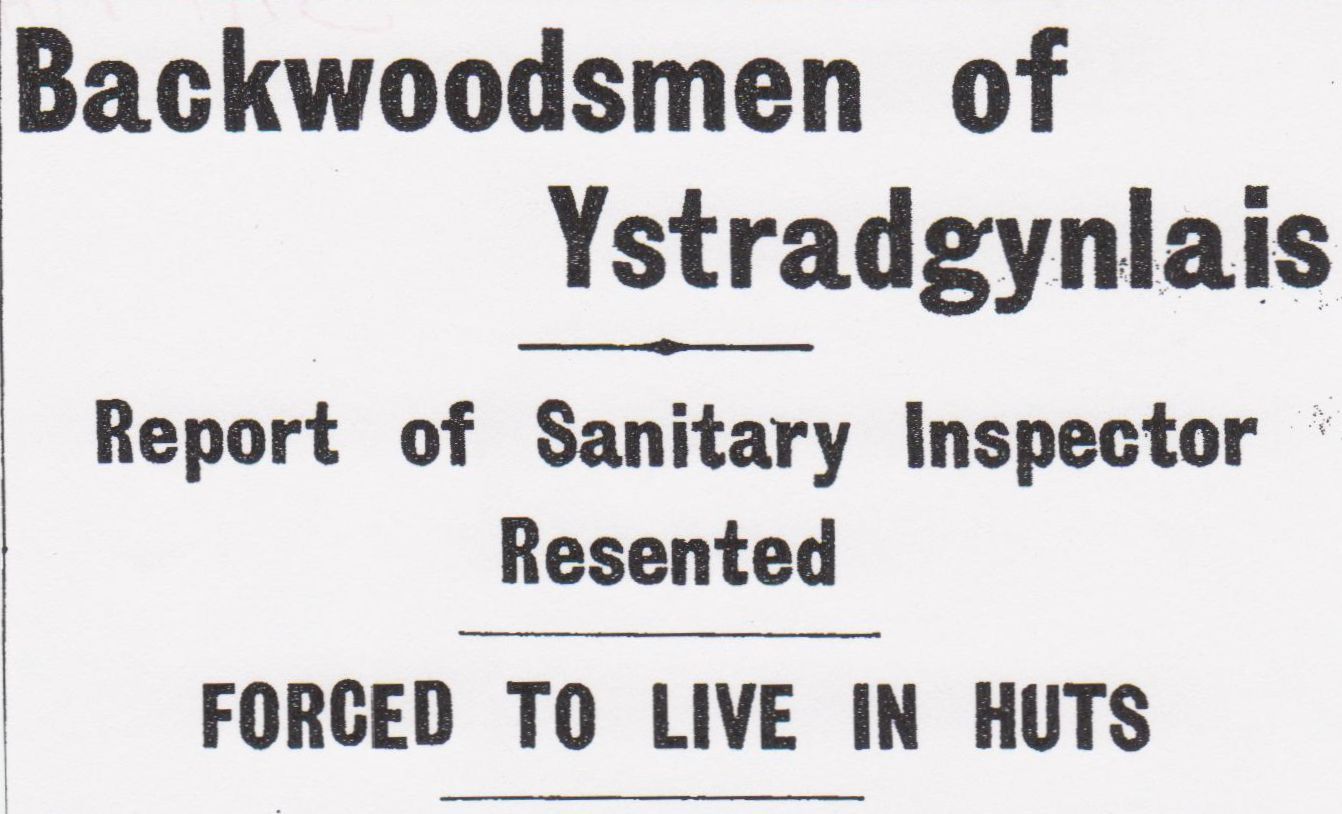 Backwoodsmen of
Ystradgynlais
Report of Sanitary Inspector
Resented
FORCED TO LIVE IN HUTS